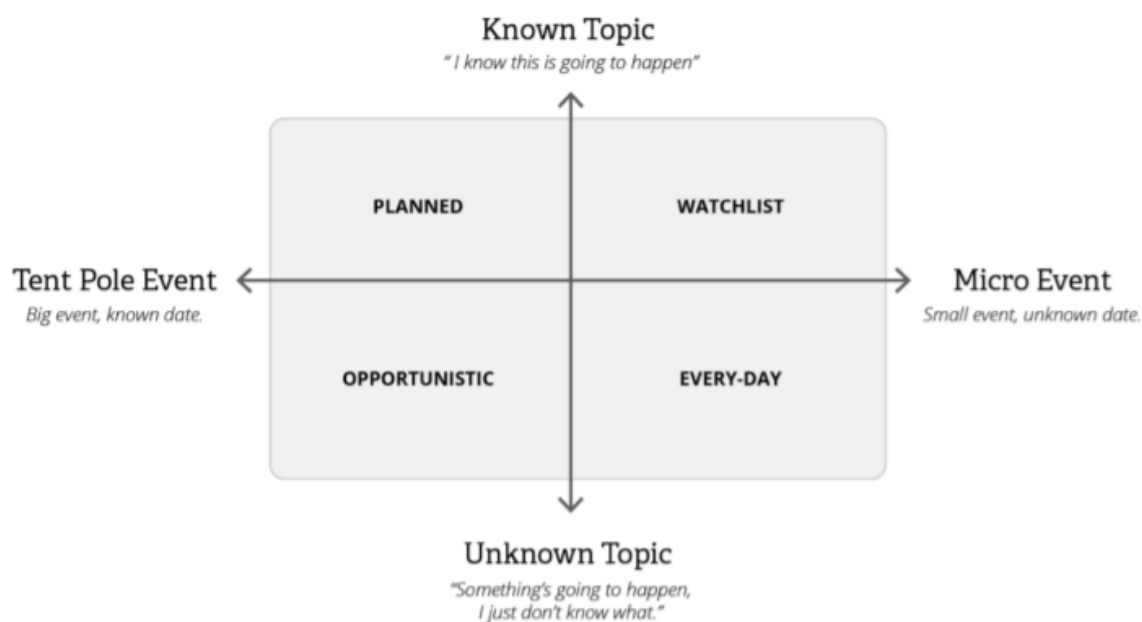 Known Topic
“ I know this is going to happen”
PLANNED
WATCHLIST
Tent Pole Event
Big event, known date.
Micro Event
Small event, unknown date.
OPPORTUNISTIC
EVERY-DAY
Unknown Topic
“Something’s going to happen,
I just don’t know what.”